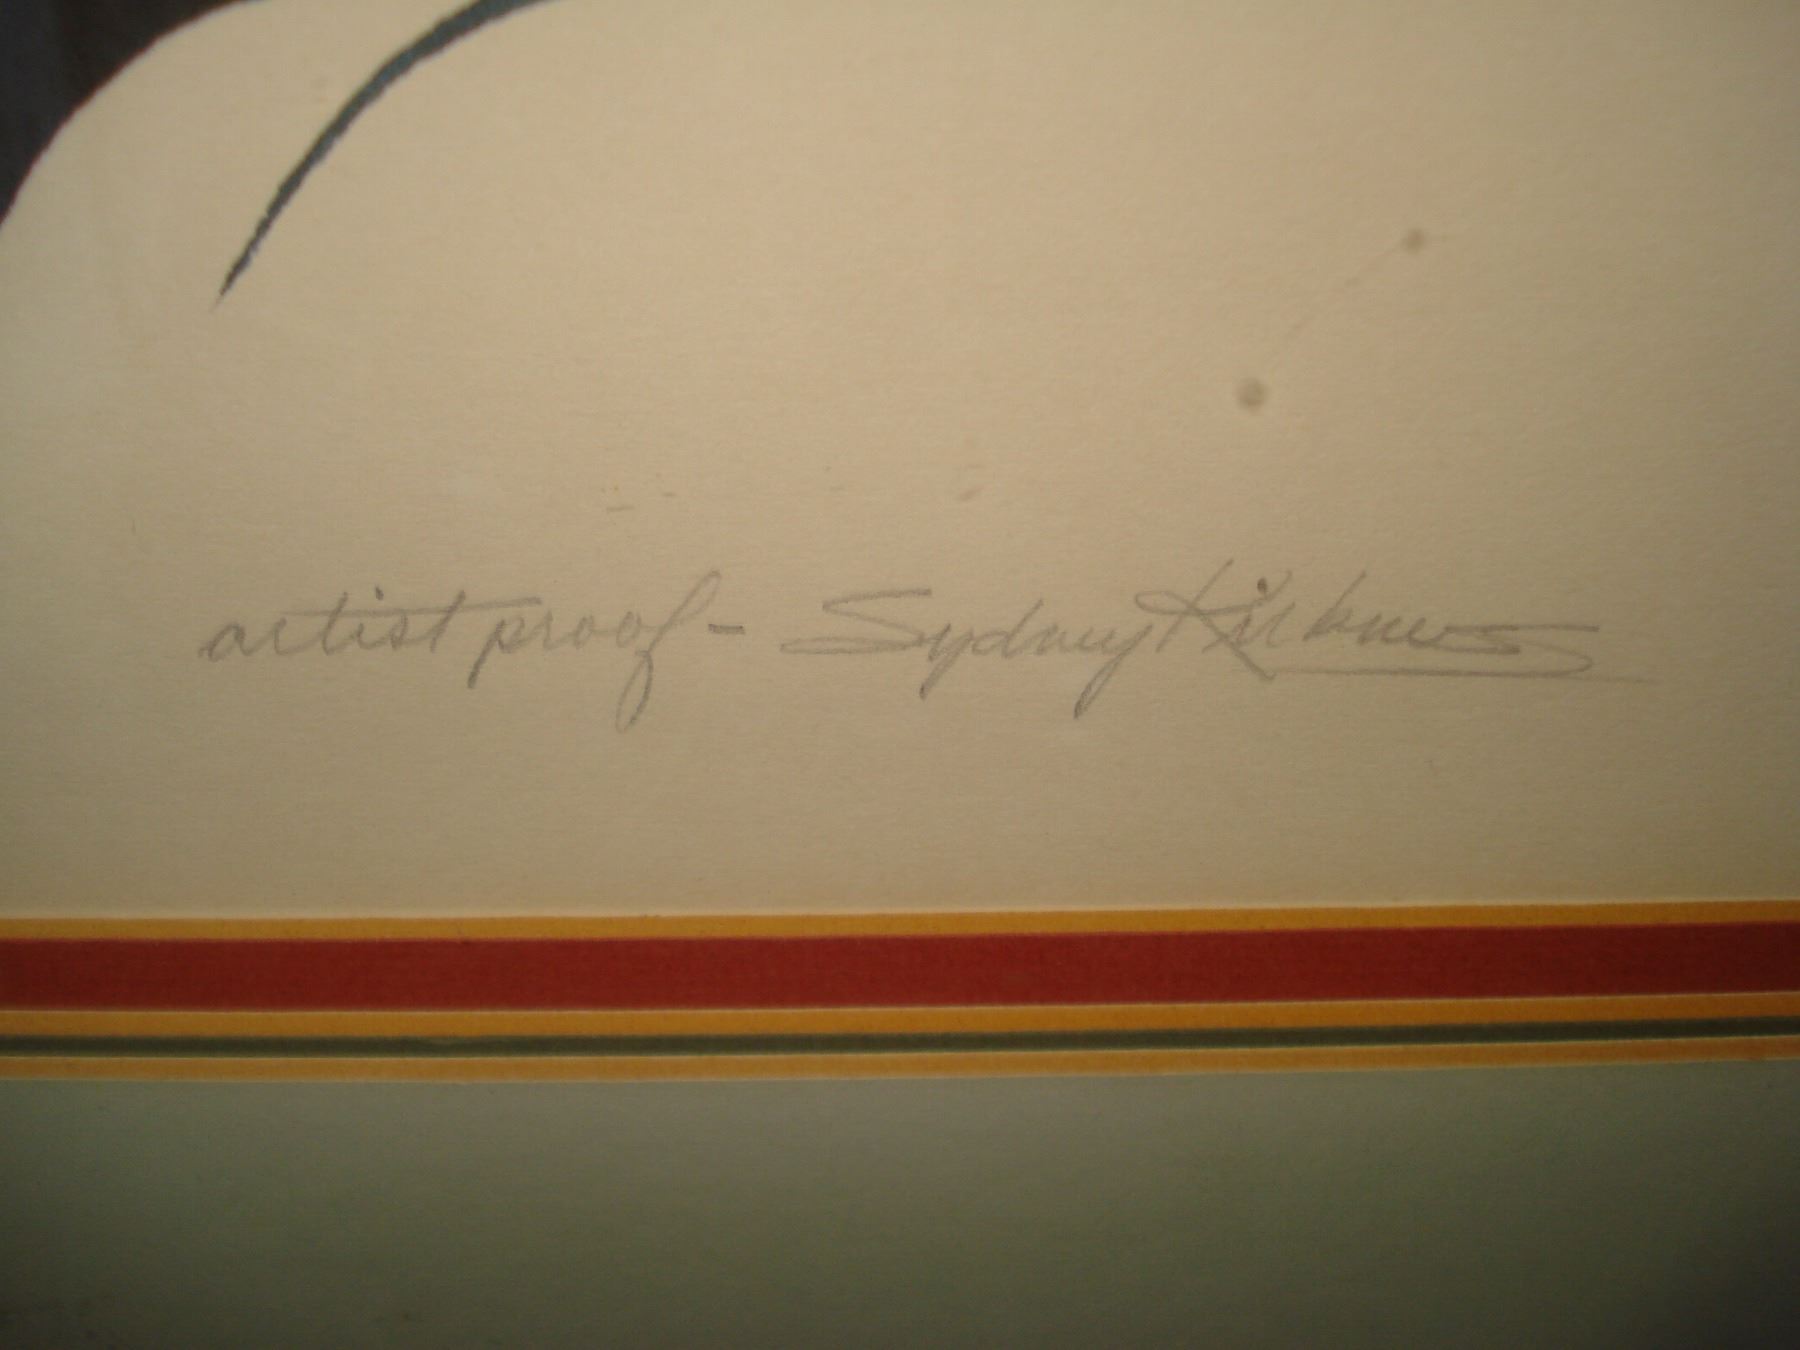 artist proof - Sydney